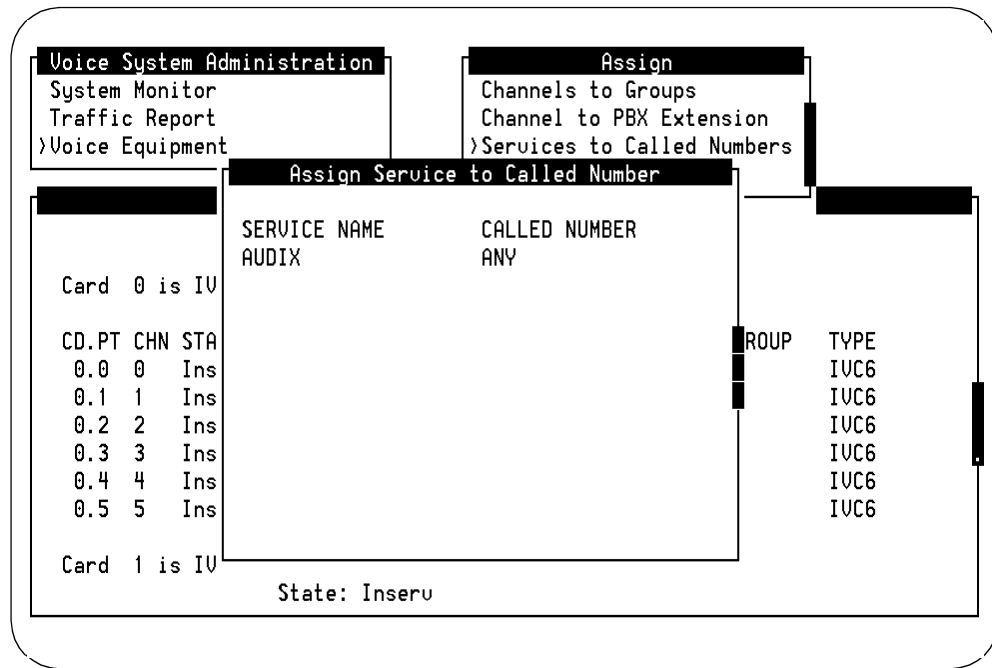 Voice System Administration
System Monitor
Traffic Report
>Voice Equipment
Assign
Channels to Groups
Channel to PBX Extension
>Services to Called Numbers
Assign Service to Called Number
SERVICE NAME CALLED NUMBER
AUDIX ANY
Card 0 is IV
CD.PT CHN STA ROUP TYPE
0.0 0 Ins IVC6
0.1 1 Ins IVC6
0.2 2 Ins IVC6
0.3 3 Ins IVC6
0.4 4 Ins IVC6
0.5 5 Ins IVC6
Card 1 is IV
State: Inserv